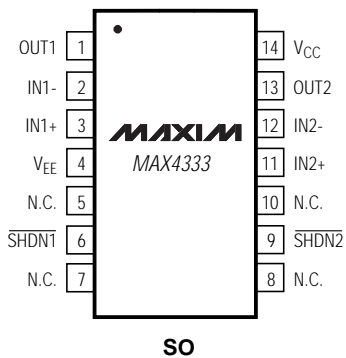 OUT1 1 14 VCC
IN1- 2 13 OUT2
IN1+ 3 12 IN2-
MAXIM
VEE 4 MAX4333 11 IN2+
N.C. 5 10 N.C.
SHDN1 6 9 SHDN2
N.C. 7 8 N.C.
SO